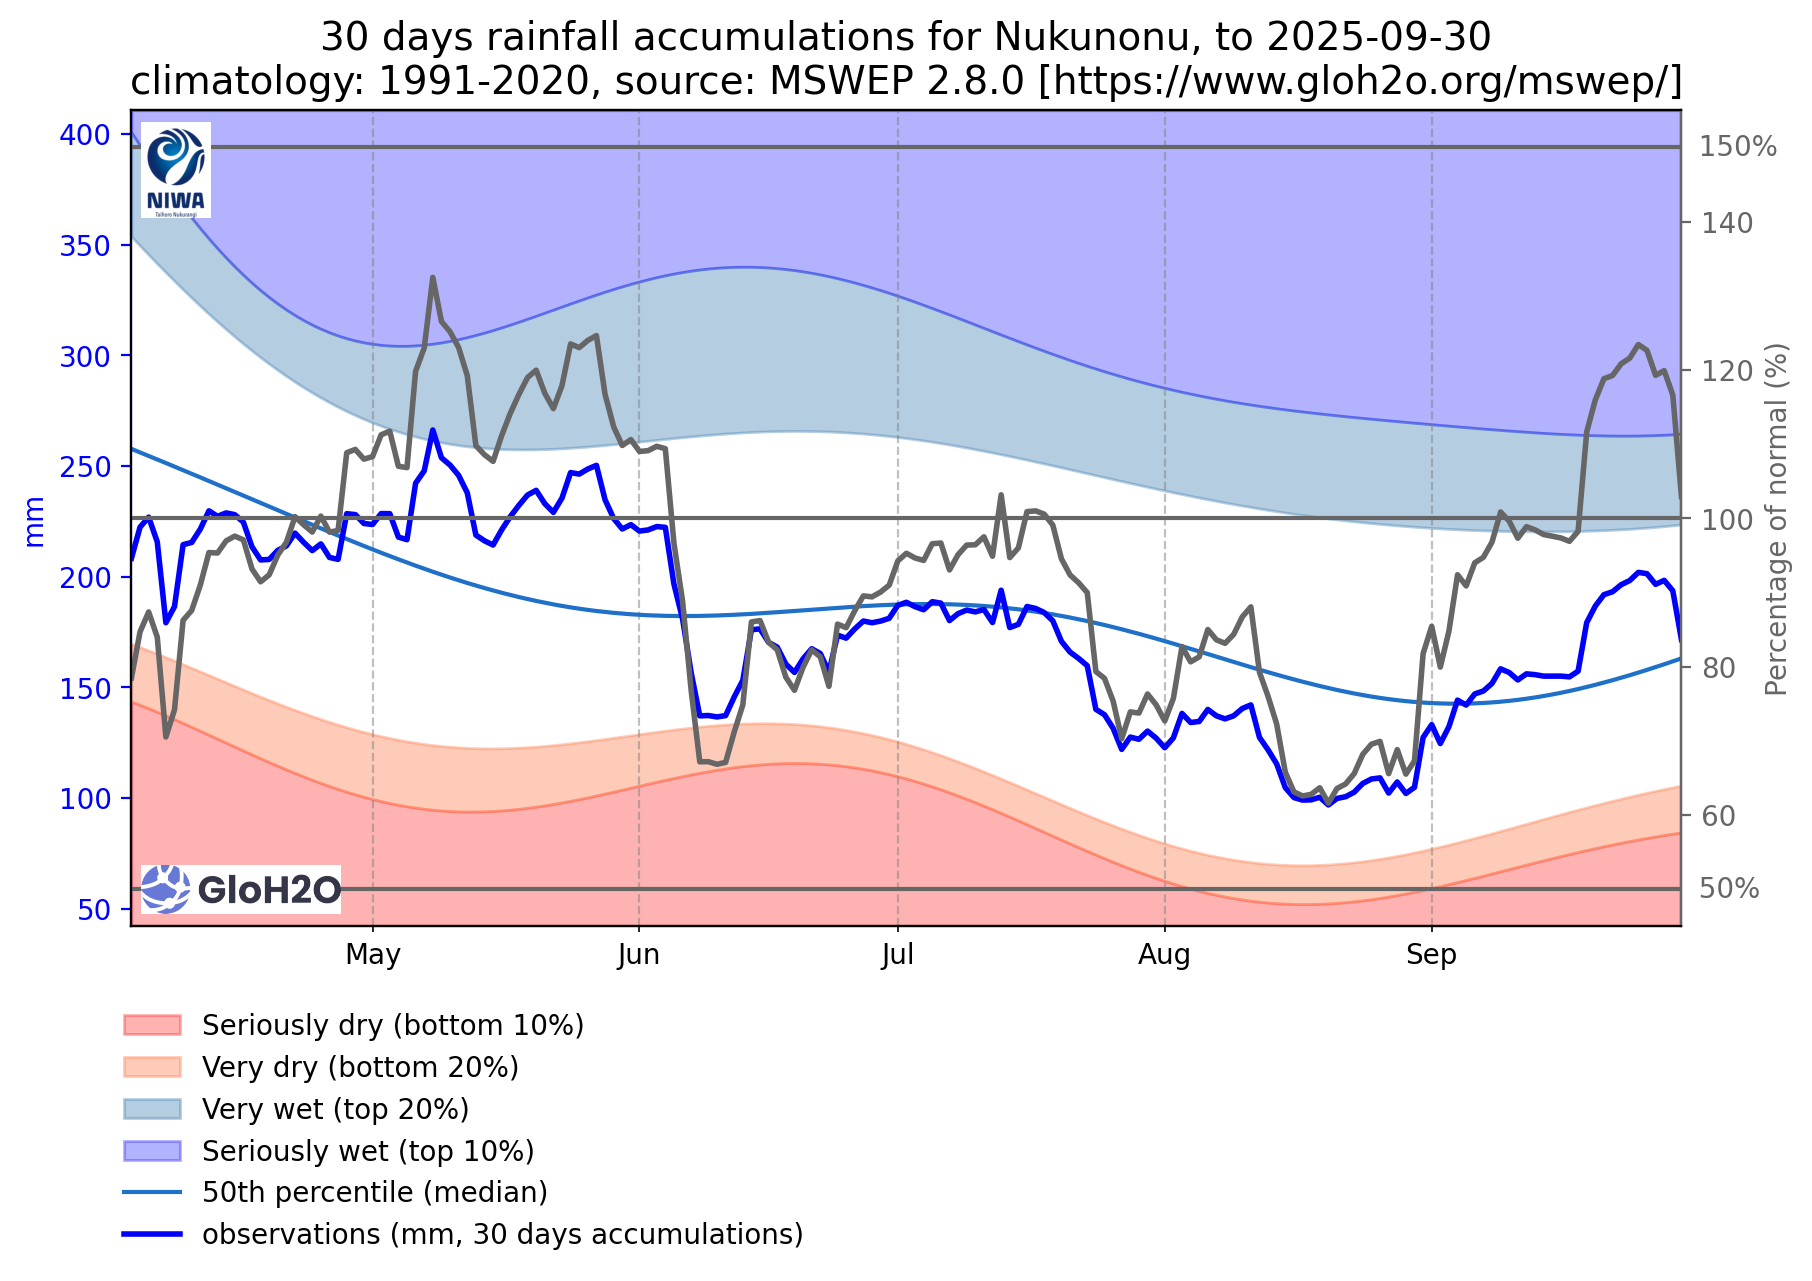 30 days rainfall accumulations for Nukunonu, to 2025-09-30
climatology: 1991-2020, source: MSWEP 2.8.0 [https://www.gloh2o.org/mswep/]
400
350
300
250
200
150
100
50
mm
150%
140
120
100
80
60
50%
Percentage of normal (%)
NIWA
Taihoro Nukurangi
GloH2O
May
Jun
Jul
Aug
Sep
Seriously dry (bottom 10%)
Very dry (bottom 20%)
Very wet (top 20%)
Seriously wet (top 10%)
50th percentile (median)
observations (mm, 30 days accumulations)